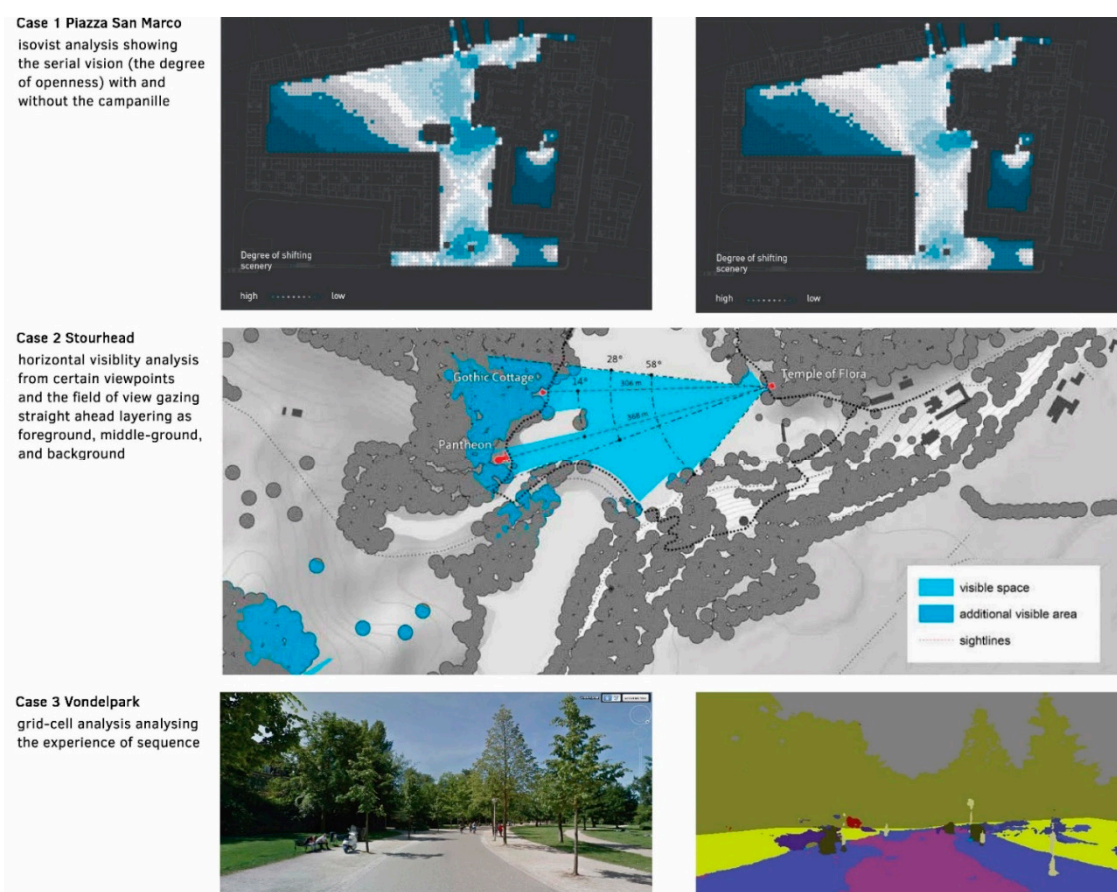 Case 1 Piazza San Marco
isovist analysis showing
the serial vision (the degree
of openness) with and
without the campanille
Degree of shifting
scenery
high
low
Degree of shifting
scenery
high
low
Case 2 Stourhead
horizontal visiblity analysis
from certain viewpoints
and the field of view gazing
straight ahead layering as
foreground, middle-ground,
and background
Gothic Cottage
24°
28°
58°
306 m
Temple of Flora
368 m
Pantheon
visible space
additional visible area
sightlines
Case 3 Vondelpark
grid-cell analysis analysing
the experience of sequence